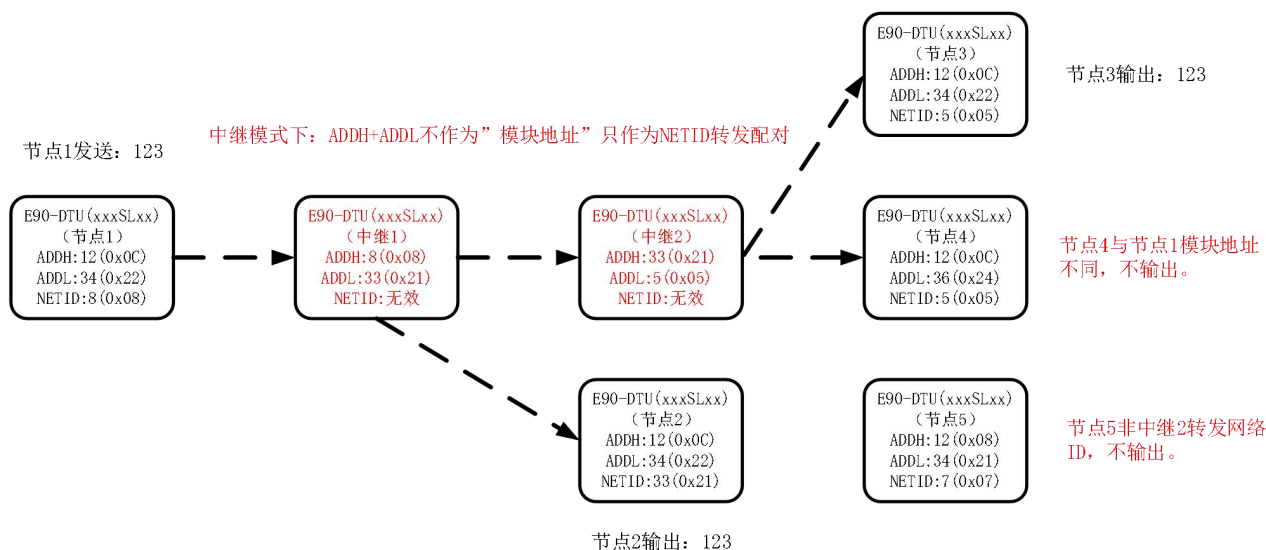 E90-DTU(xxxSLxx)
(节点3)
ADDH:12(0x0C)
ADDL:34(0x22)
NETID:5(0x05)
节点3输出: 123
中继模式下: ADDH+ADDL不作为”模块地址”只作为NETID转发配对
节点1发送: 123
E90-DTU(xxxSLxx)
(节点1)
ADDH:12(0x0C)
ADDL:34(0x22)
NETID:8(0x08)
E90-DTU(xxxSLxx)
(中继1)
ADDH:8(0x08)
ADDL:33(0x21)
NETID:无效
E90-DTU(xxxSLxx)
(中继2)
ADDH:33(0x21)
ADDL:5(0x05)
NETID:无效
E90-DTU(xxxSLxx)
(节点4)
ADDH:12(0x0C)
ADDL:36(0x24)
NETID:5(0x05)
节点4与节点1模块地址
不同, 不输出。
E90-DTU(xxxSLxx)
(节点2)
ADDH:12(0x0C)
ADDL:34(0x22)
NETID:33(0x21)
E90-DTU(xxxSLxx)
(节点5)
ADDH:12(0x08)
ADDL:34(0x21)
NETID:7(0x07)
节点5非中继2转发网络
ID, 不输出。
节点2输出: 123